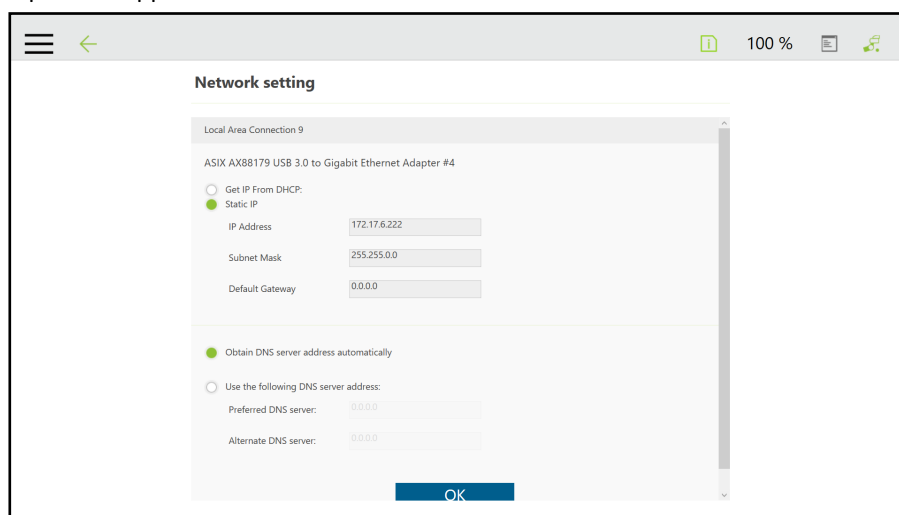 100 %
Network setting
Local Area Connection 9
ASIX AX88179 USB 3.0 to Gigabit Ethernet Adapter #4
Get IP From DHCP:
Static IP
IP Address 172.17.6.222
Subnet Mask 255.255.0.0
Default Gateway 0.0.0.0
Obtain DNS server address automatically
Use the following DNS server address:
Preferred DNS server: 0.0.0.0
Alternate DNS server: 0.0.0.0
OK